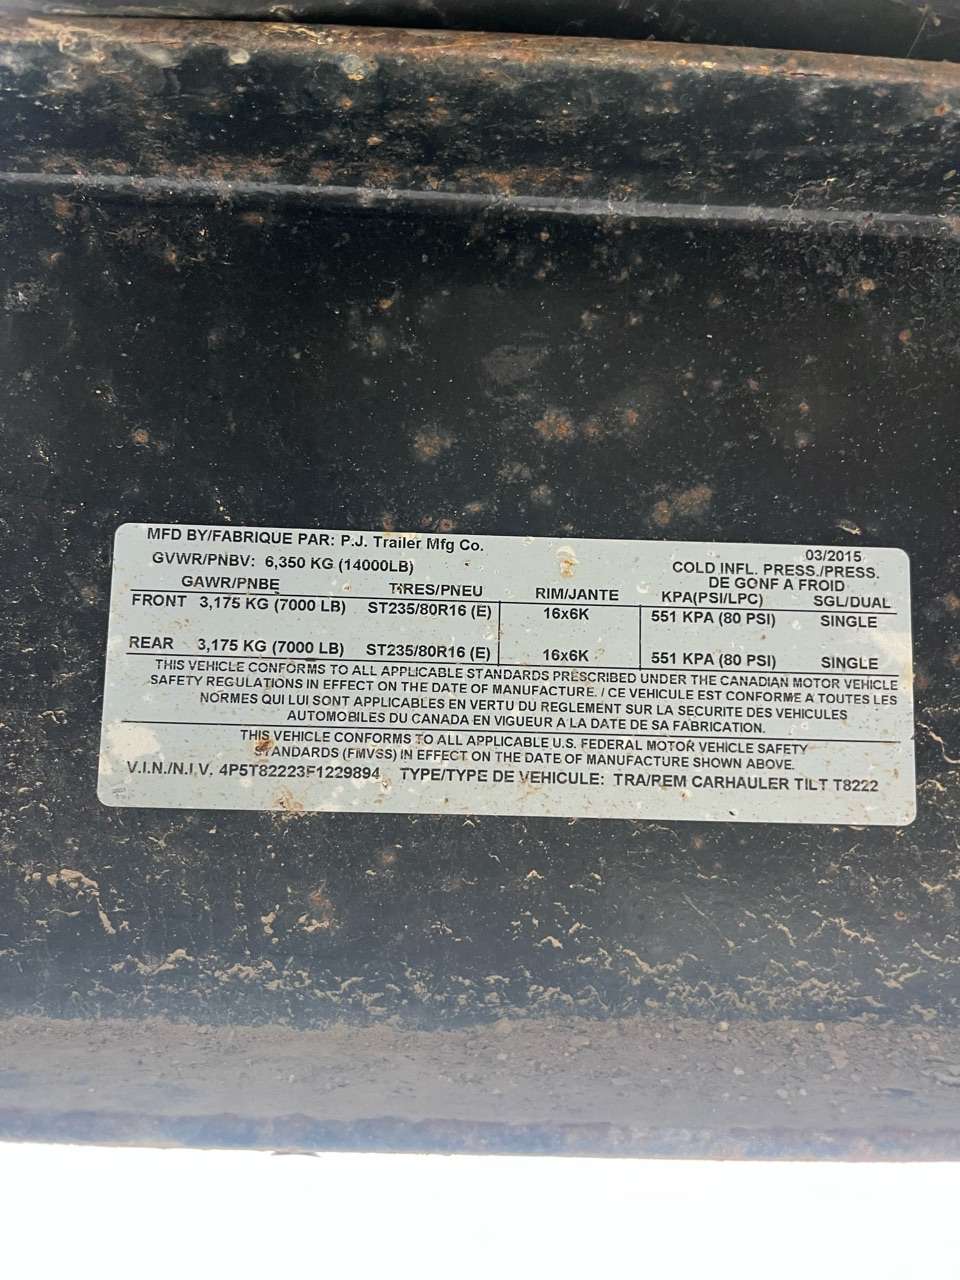 MFD BY/FABRIQUE PAR: P.J. Trailer Mfg Co.
03/2015
GVWR/PNBV: 6,350 KG (14000LB)
COLD INFL. PRESS./PRESS.
DE GONF A FROID
GAWR/PNBE TIRES/PNEU RIM/JANTE KPA(PSI/LPC) SGL/DUAL
FRONT 3,175 KG (7000 LB) ST235/80R16 (E) 16x6K 551 KPA (80 PSI) SINGLE
REAR 3,175 KG (7000 LB) ST235/80R16 (E) 16x6K 551 KPA (80 PSI) SINGLE
THIS VEHICLE CONFORMS TO ALL APPLICABLE STANDARDS PRESCRIBED UNDER THE CANADIAN MOTOR VEHICLE
SAFETY REGULATIONS IN EFFECT ON THE DATE OF MANUFACTURE. / CE VEHICULE EST CONFORME A TOUTES LES
NORMES QUI LUI SONT APPLICABLES EN VERTU DU REGLEMENT SUR LA SECURITE DES VEHICULES
AUTOMOBILES DU CANADA EN VIGUEUR A LA DATE DE SA FABRICATION.
THIS VEHICLE CONFORMS TO ALL APPLICABLE U.S. FEDERAL MOTOR VEHICLE SAFETY
STANDARDS (FMVSS) IN EFFECT ON THE DATE OF MANUFACTURE SHOWN ABOVE.
V.I.N./N.I.V. 4P5T82223F1229894 TYPE/TYPE DE VEHICULE: TRA/REM CARHAULER TILT T8222